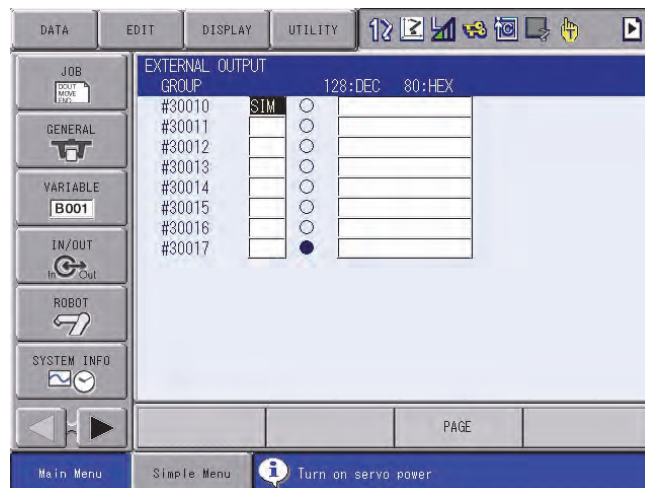 DATA EDIT DISPLAY UTILITY
JOB
DOUT
MOVE
END
GENERAL
VARIABLE
B001
IN/OUT
In Out
ROBOT
SYSTEM INFO
EXTERNAL OUTPUT
GROUP 128:DEC 80:HEX
#30010 SIM
#30011
#30012
#30013
#30014
#30015
#30016
#30017
PAGE
Main Menu Simple Menu Turn on servo power